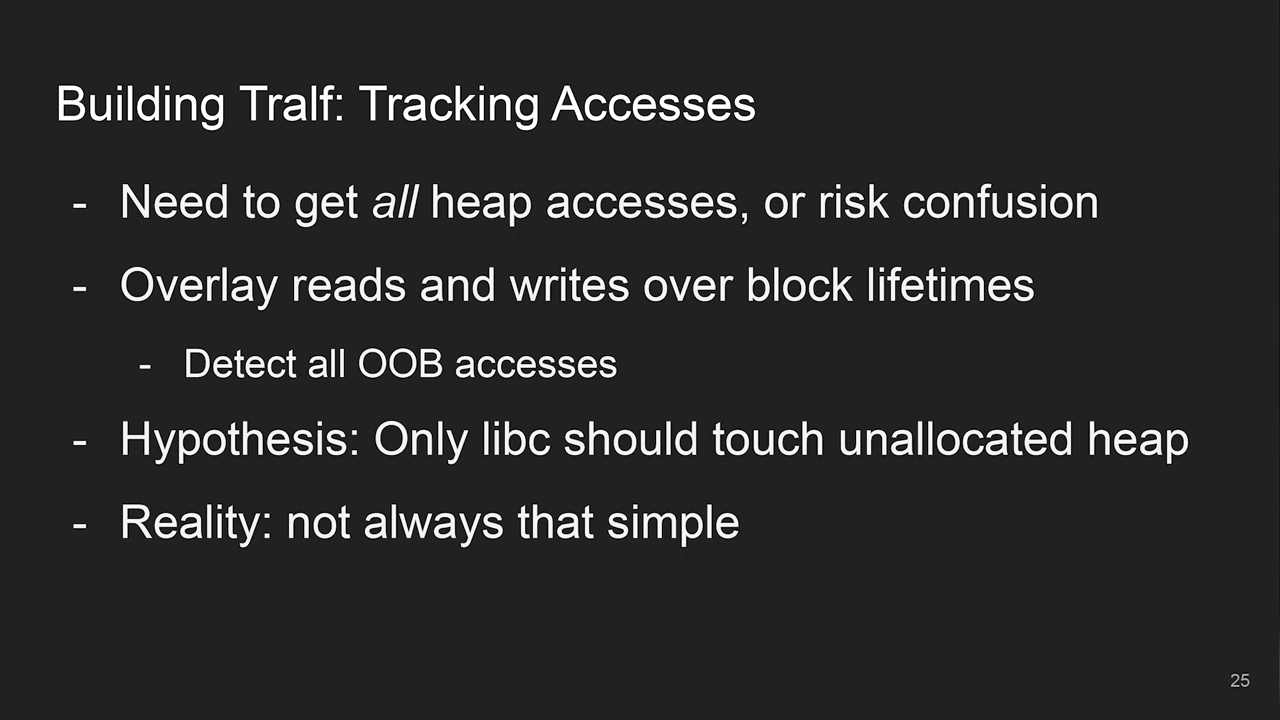 Building Tralf: Tracking Accesses
- Need to get all heap accesses, or risk confusion
- Overlay reads and writes over block lifetimes
- Detect all OOB accesses
- Hypothesis: Only libc should touch unallocated heap
- Reality: not always that simple
25